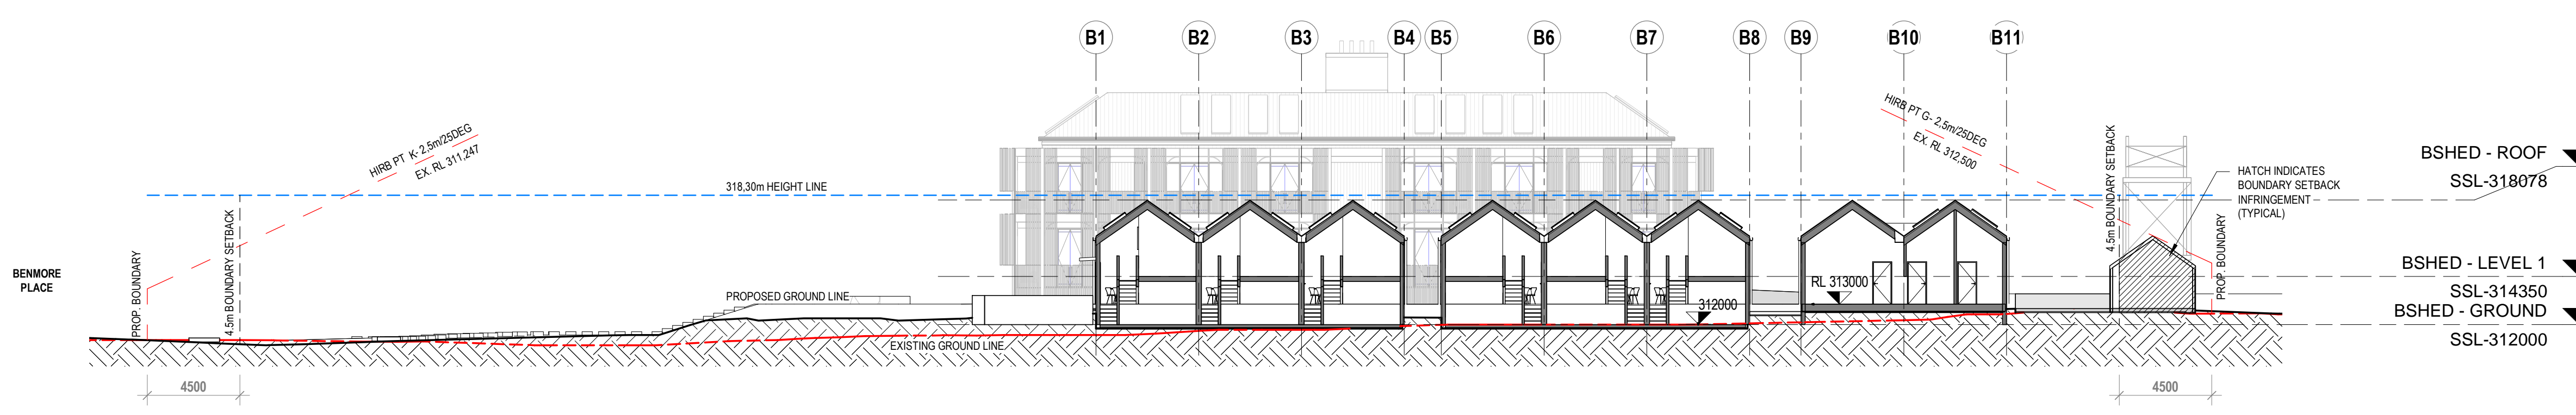 B1 B2 B3 B4 B5 B6 B7 B8 B9 B10 B11
HIRB PT K- 2,5m/25DEG
EX. RL 311,247
HIRB PT G- 2,5m/25DEG
EX. RL 312,500
318,30m HEIGHT LINE
HATCH INDICATES
BOUNDARY SETBACK
INFRINGEMENT
(TYPICAL)
BSHED - ROOF
SSL-318078
BENMORE
PLACE
PROP. BOUNDARY
4.5m BOUNDARY SETBACK
PROPOSED GROUND LINE
EXISTING GROUND LINE
312000
RL 313000
4.5m BOUNDARY SETBACK
PROP. BOUNDARY
BSHED - LEVEL 1
SSL-314350
BSHED - GROUND
SSL-312000
4500
4500